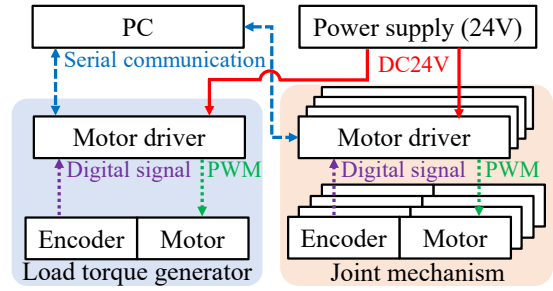 PC
Power supply (24V)
Serial communication
DC24V
Motor driver
Motor driver
Digital signal
PWM
Digital signal
PWM
Encoder
Motor
Encoder
Motor
Load torque generator
Joint mechanism